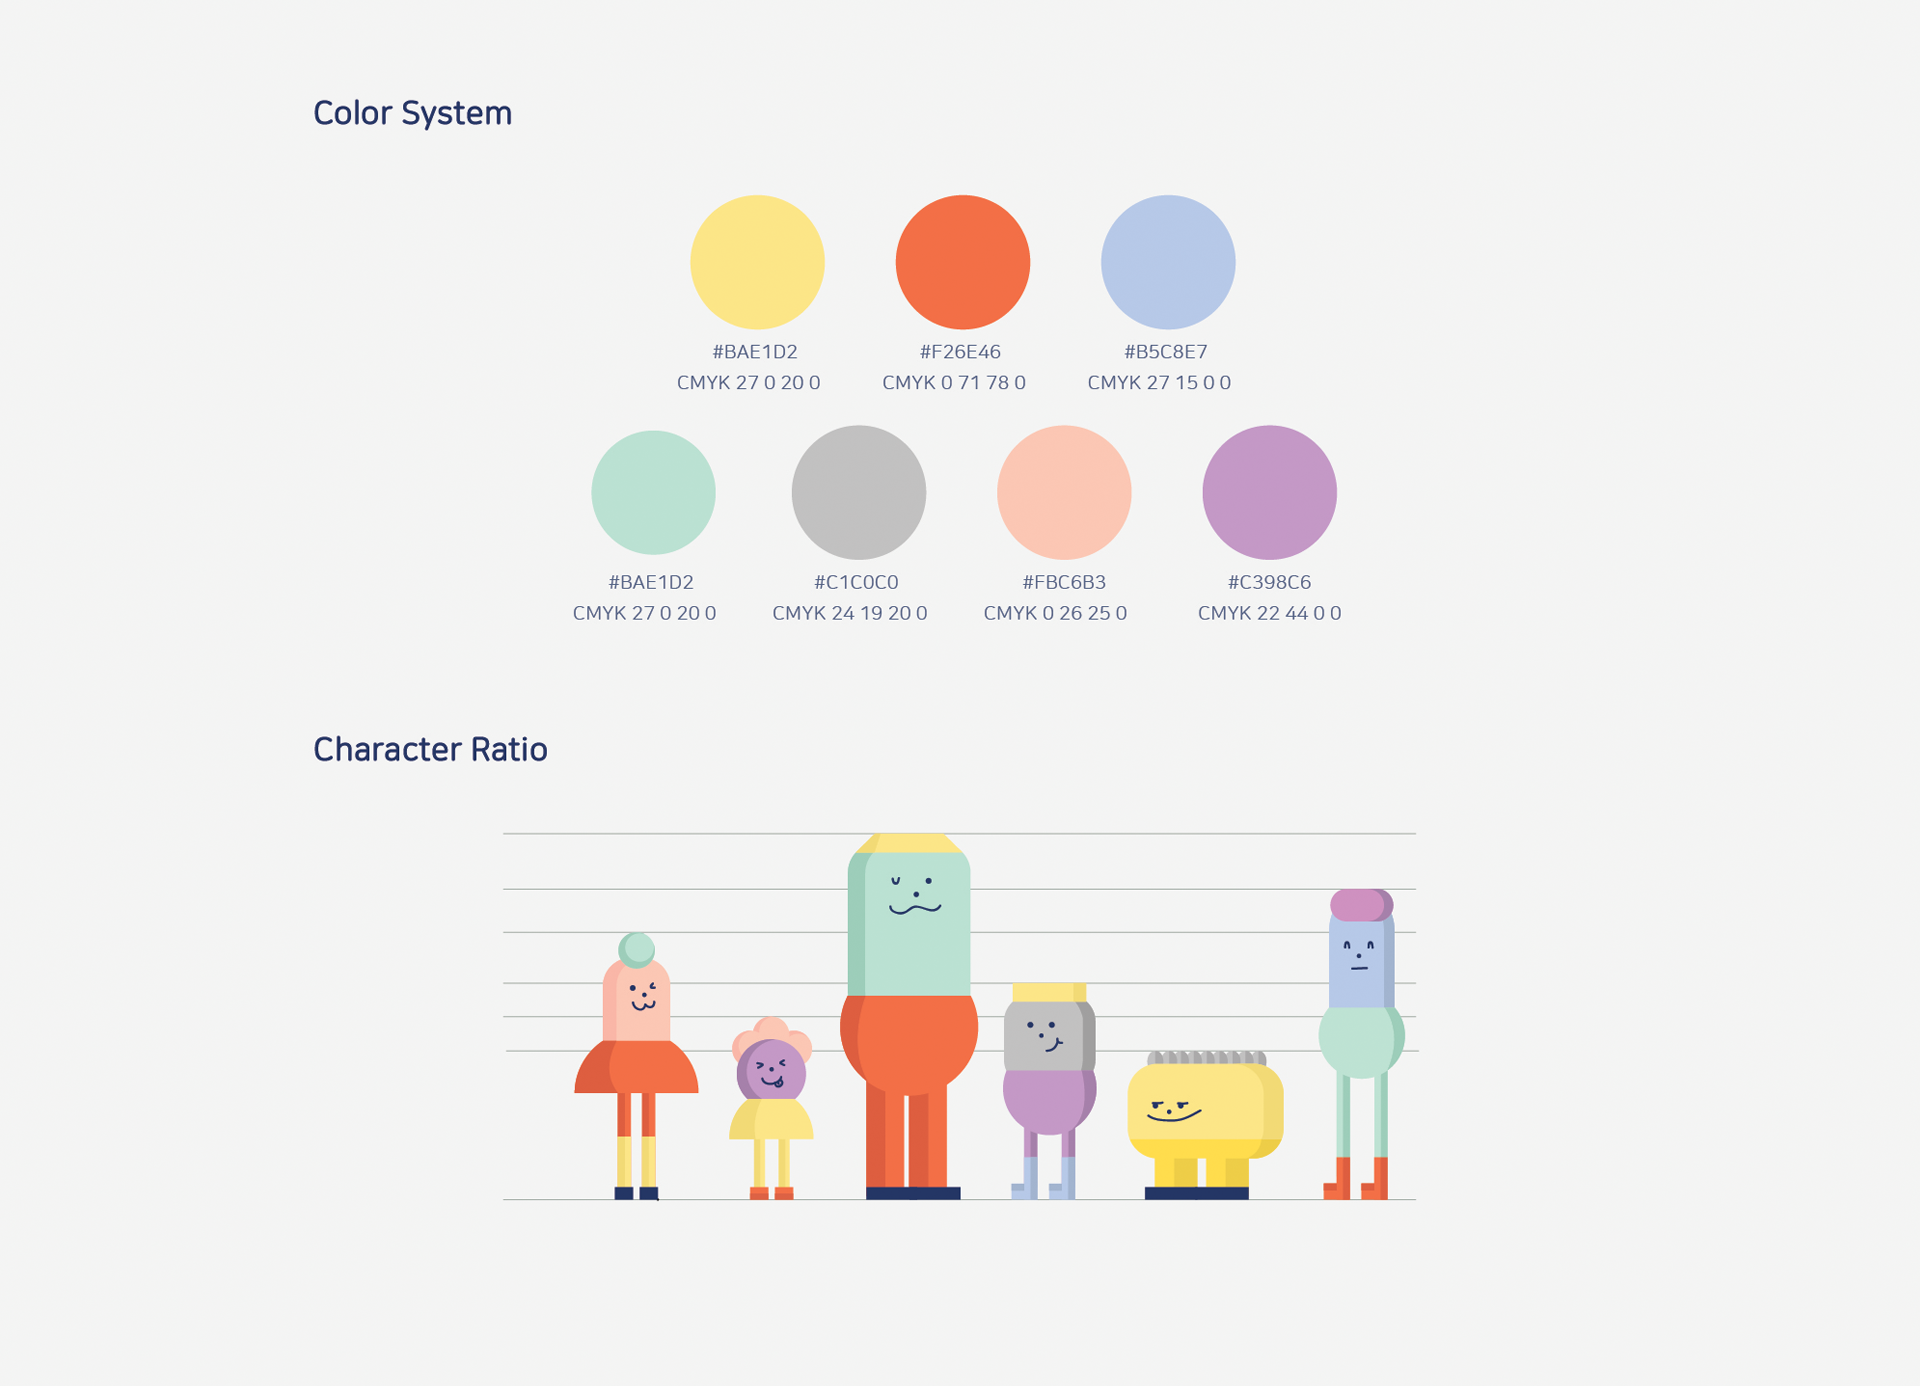 Color System
#BAE1D2
#F26E46
#B5C8E7
CMYK 27 0 20 0
CMYK 0 71 78 0
CMYK 27 15 0 0
#BAE1D2
#C1C0C0
#FBC6B3
#C398C6
CMYK 27 0 20 0
CMYK 24 19 20 0
CMYK 0 26 25 0
CMYK 22 44 0 0
Character Ratio